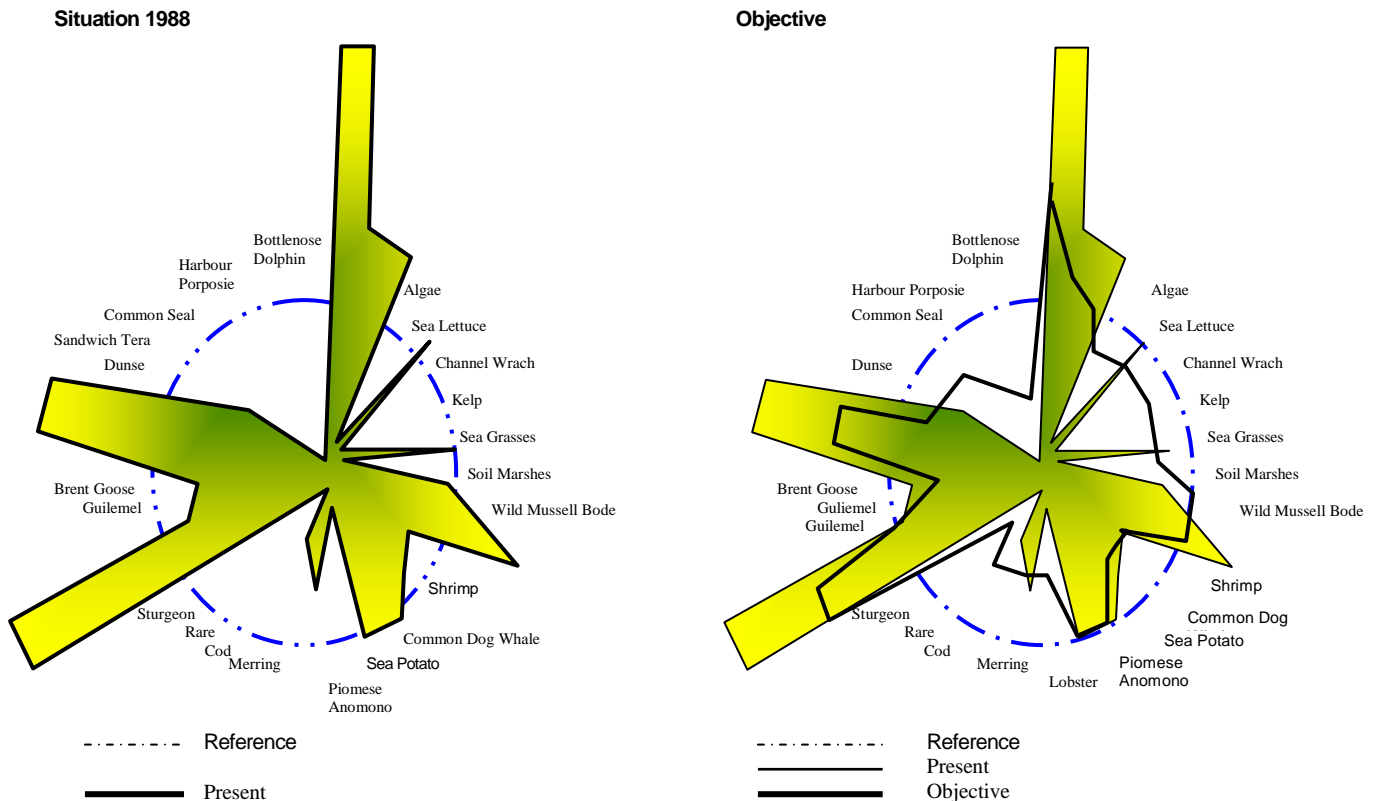 Situation 1988
Bottlenose
Dolphin
Harbour
Porposie
Common Seal
Sandwich Tera
Dunse
Algae
Sea Lettuce
Channel Wrach
Kelp
Sea Grasses
Soil Marshes
Wild Mussell Bode
Brent Goose
Guilemel
Shrimp
Common Dog Whale
Sea Potato
Piomese
Anomono
Sturgeon
Rare
Cod
Merring
Reference
Present
Objective
Bottlenose
Dolphin
Harbour Porposie
Common Seal
Dunse
Algae
Sea Lettuce
Channel Wrach
Kelp
Sea Grasses
Soil Marshes
Wild Mussell Bode
Brent Goose
Guliemel
Guilemel
Shrimp
Common Dog
Sea Potato
Piomese
Anomono
Lobster
Sturgeon
Rare
Cod
Merring
Reference
Present
Objective